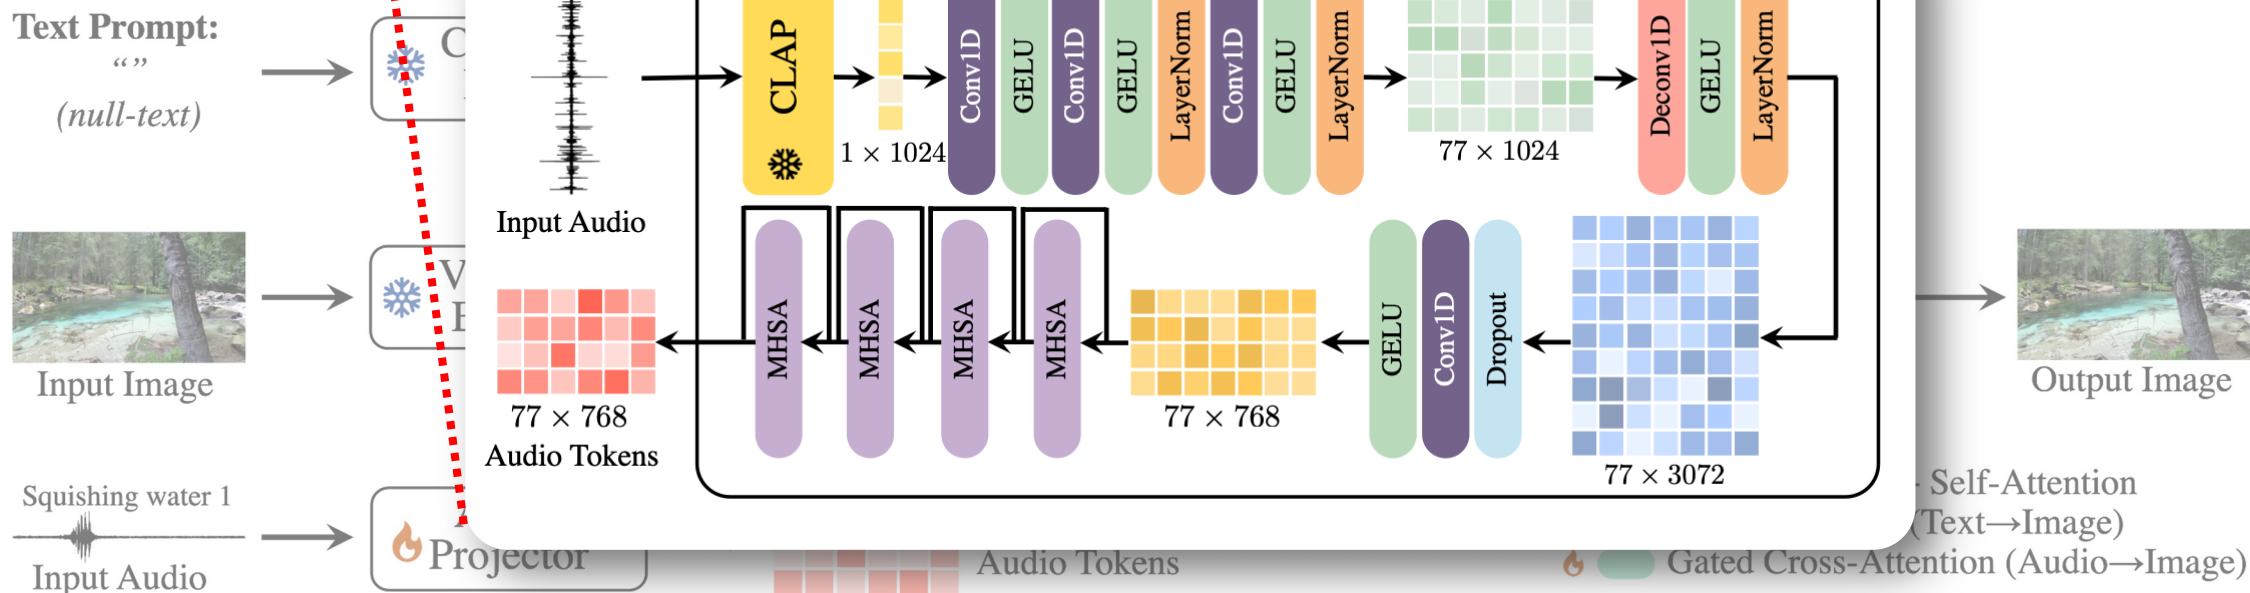 Text Prompt:
“ ”
(null-text)
Input Image
Squishing water 1
Input Audio
Projector
Input Audio
CLAP
1 × 1024
Conv1D
GELU
Conv1D
GELU
LayerNorm
Conv1D
GELU
LayerNorm
77 × 1024
Deconv1D
GELU
LayerNorm
77 × 3072
Dropout
Conv1D
GELU
77 × 768
MHSA
MHSA
MHSA
MHSA
77 × 768
Audio Tokens
Audio Tokens
Output Image
Self-Attention
(Text→Image)
Gated Cross-Attention (Audio→Image)